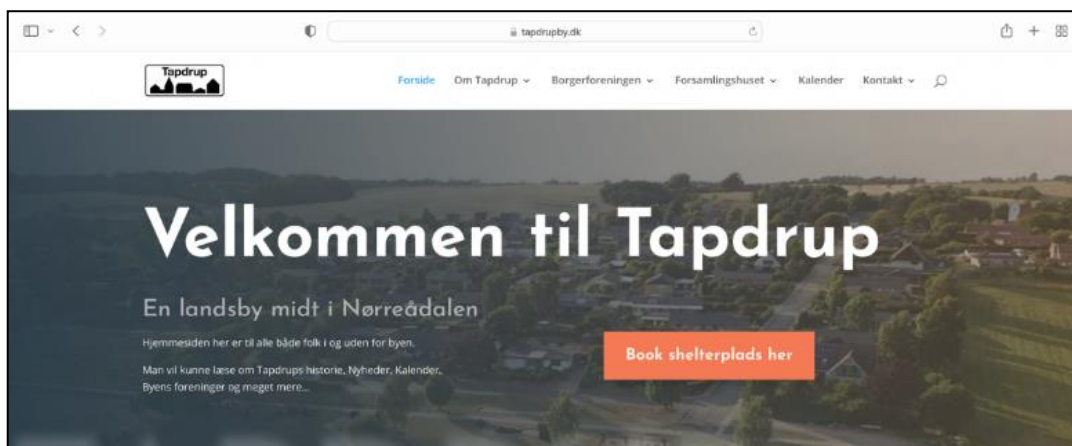 tapdrupby.dk
Tapdrup
Forside Om Tapdrup Borgerforeningen Forsamlingshuset Kalender Kontakt
Velkommen til Tapdrup
En landsby midt i Nørreådalen
Hjemmesiden her er til alle både folk i og uden for byen.
Book shelterplads her
Man vil kunne læse om Tapdrups historie, Nyheder, Kalender,
Byens foreninger og meget mere...